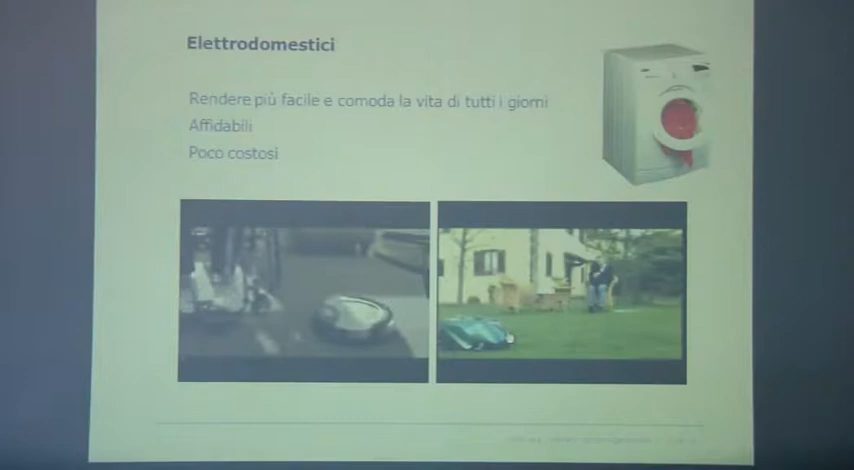 Elettrodomestici
Rendere più facile e comoda la vita di tutti i giorni
Affidabili
Poco costosi